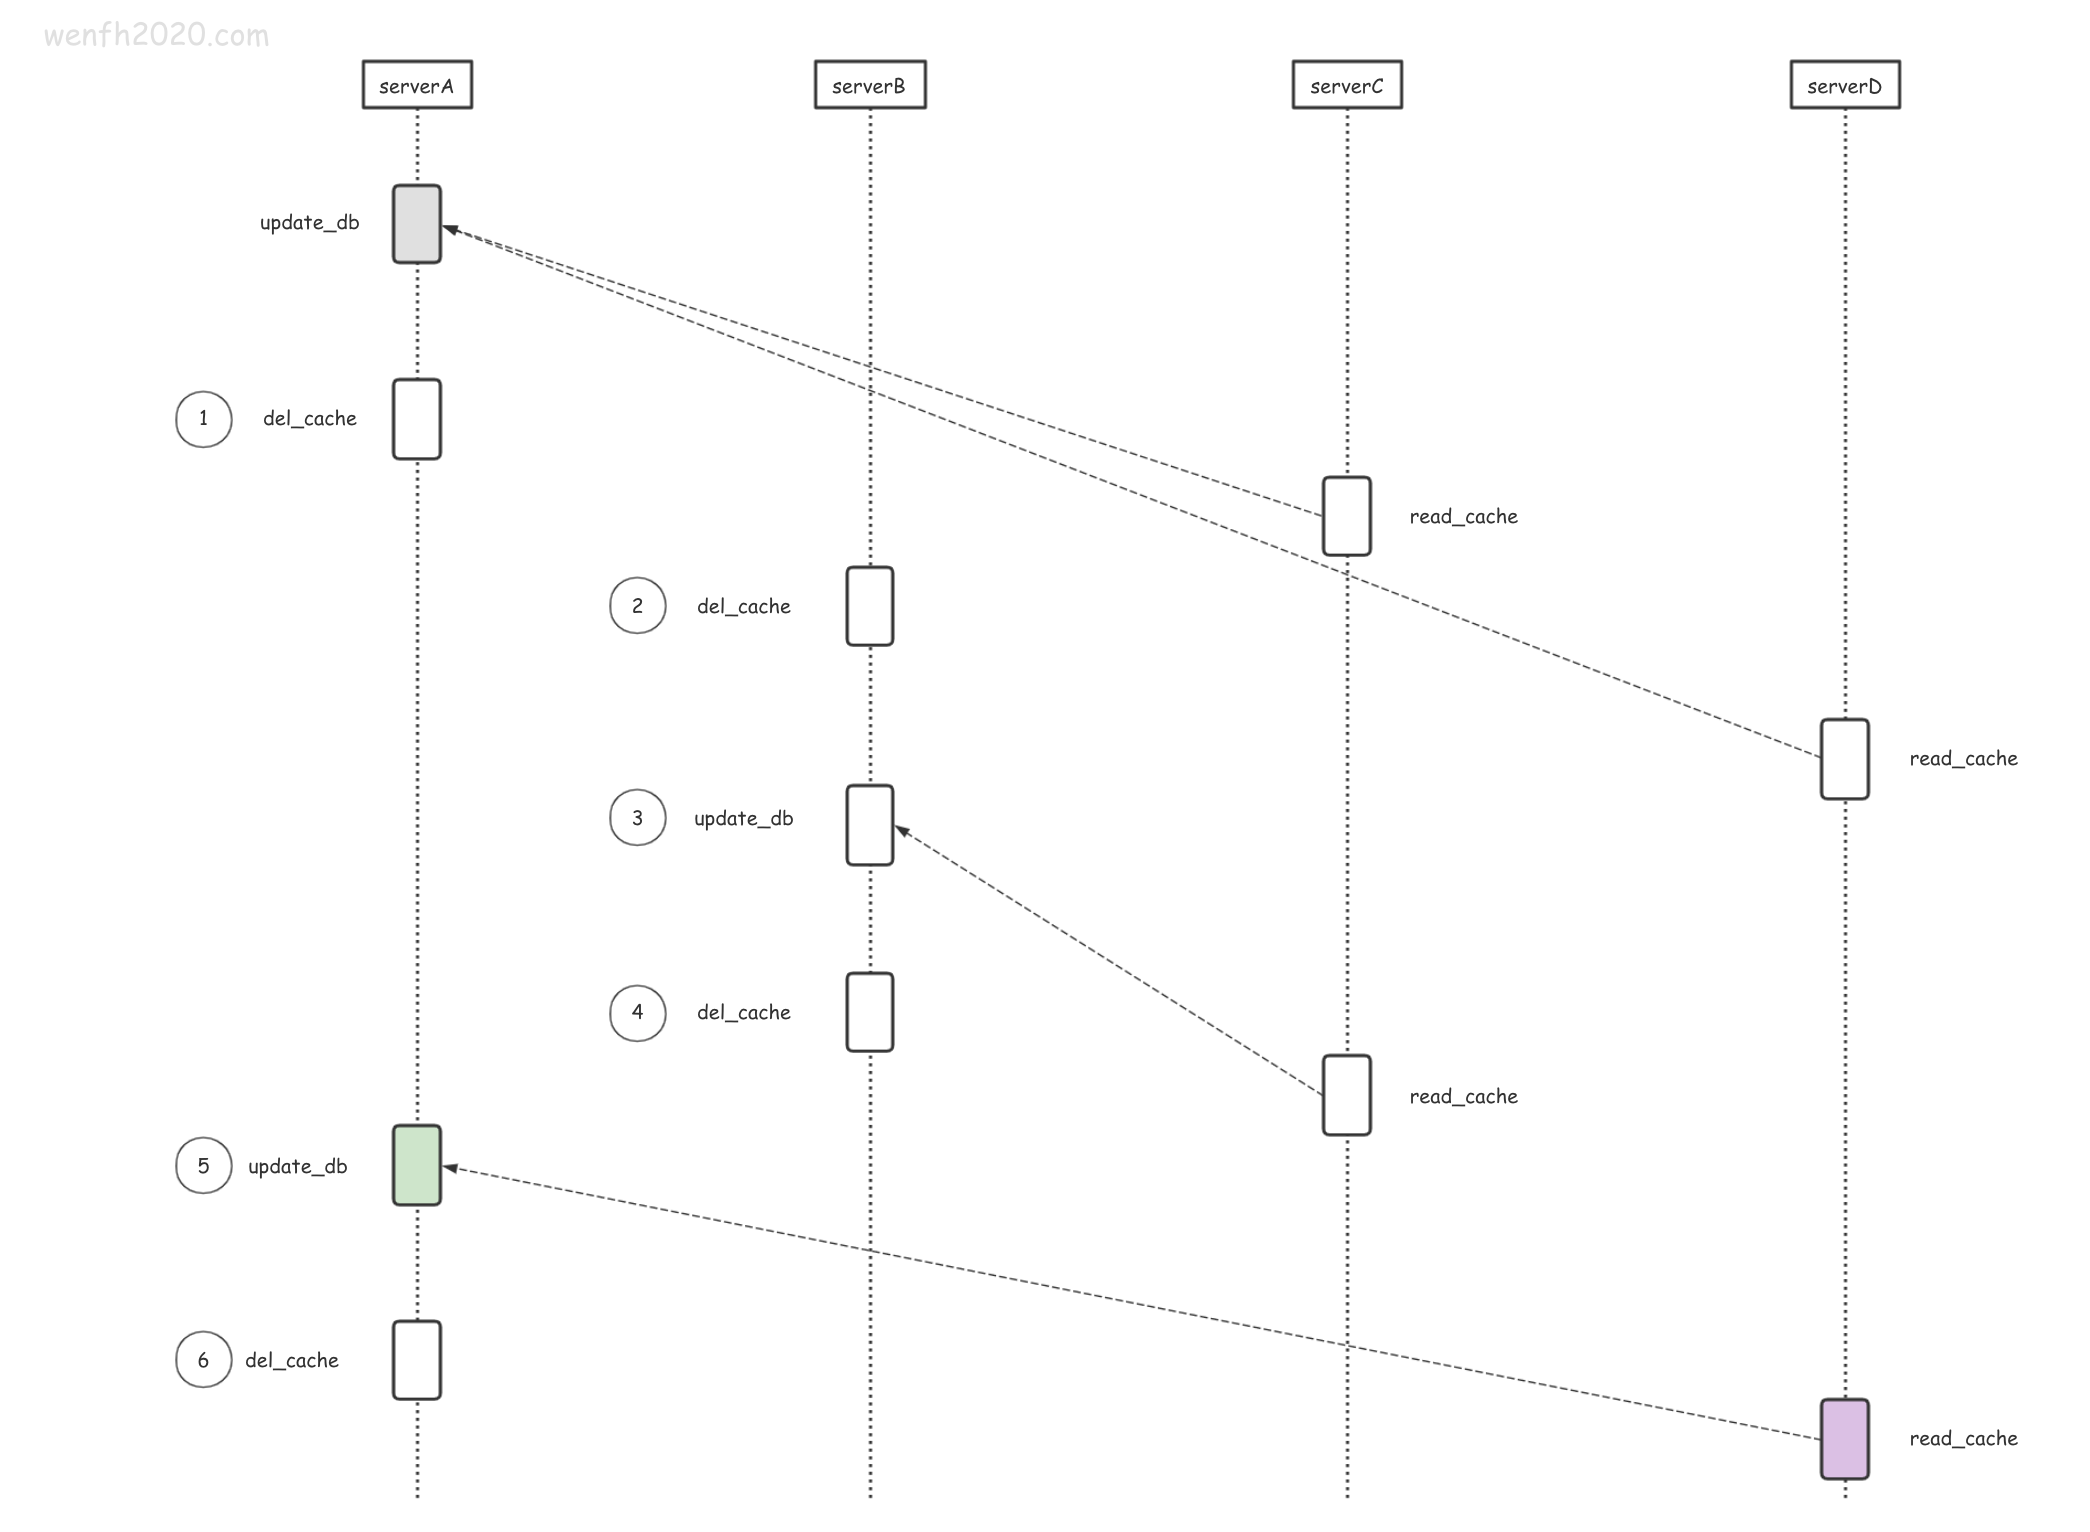 wenfh2020.com
serverA
serverB
serverC
serverD
update_db
1
del_cache
read_cache
2
del_cache
read_cache
3
update_db
4
del_cache
read_cache
5
update_db
6
del_cache
read_cache